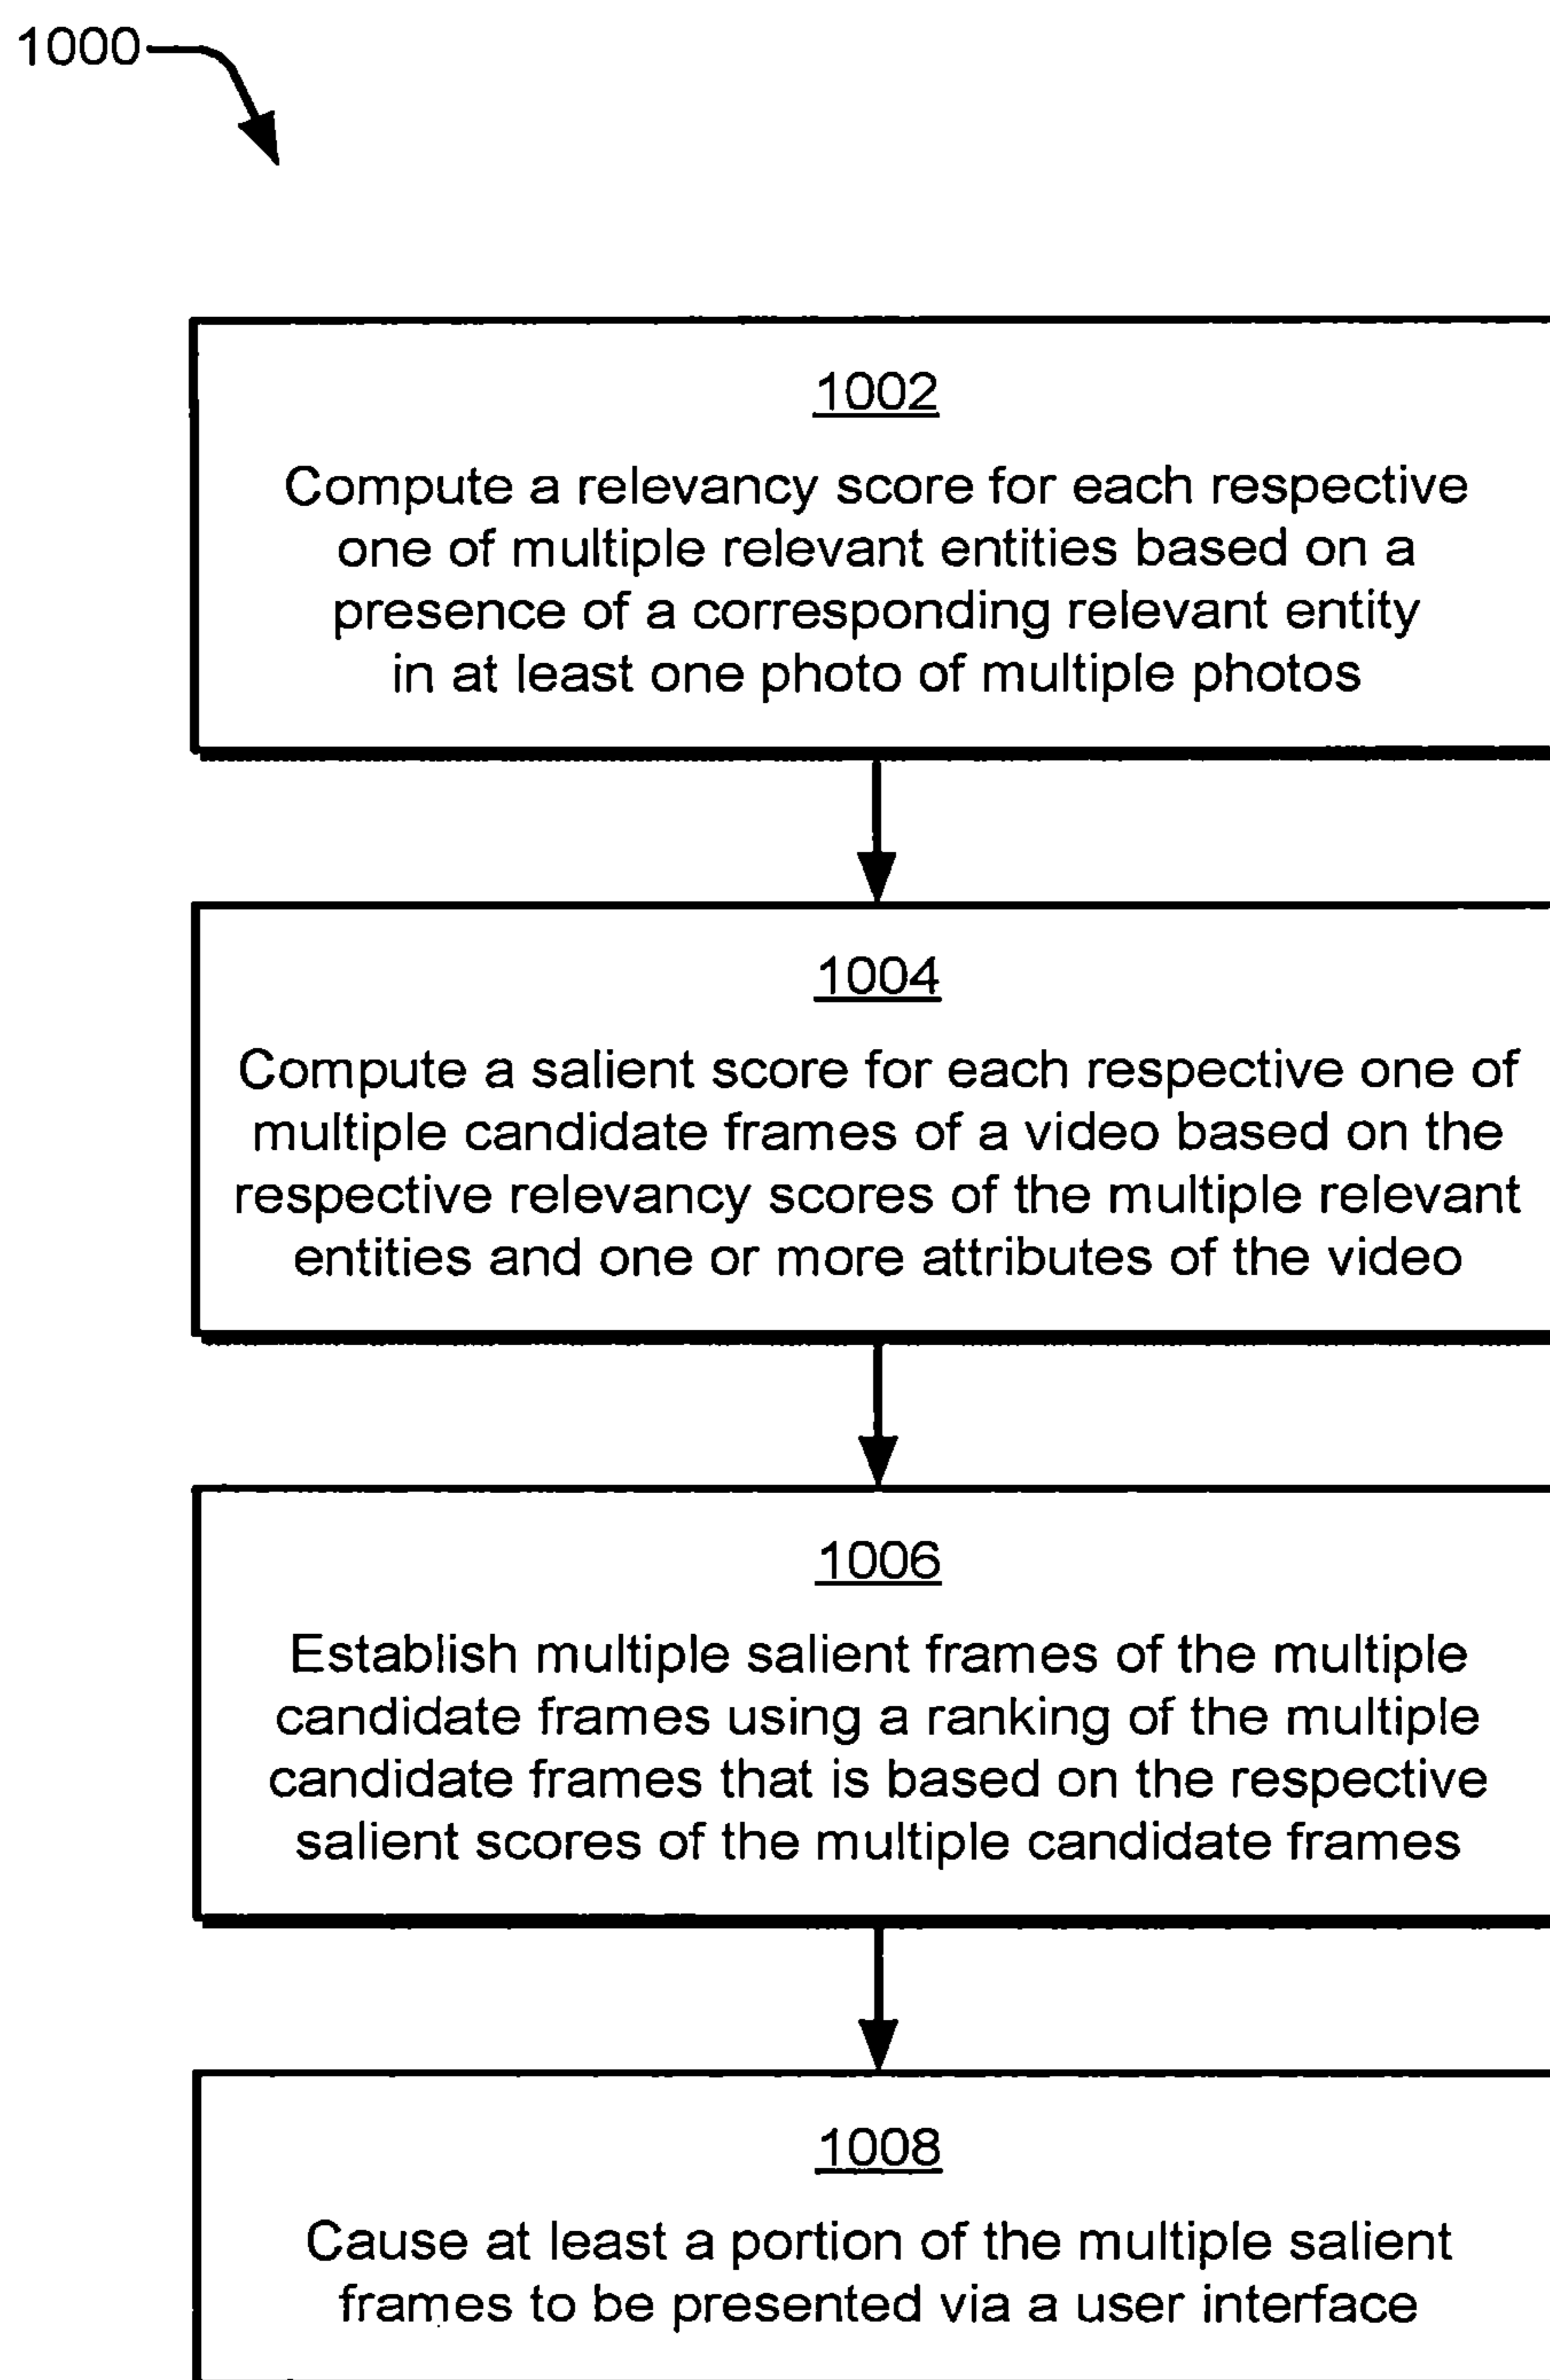 1000
1002
Compute a relevancy score for each respective
one of multiple relevant entities based on a
presence of a corresponding relevant entity
in at least one photo of multiple photos
1004
Compute a salient score for each respective one of
multiple candidate frames of a video based on the
respective relevancy scores of the multiple relevant
entities and one or more attributes of the video
1006
Establish multiple salient frames of the multiple
candidate frames using a ranking of the multiple
candidate frames that is based on the respective
salient scores of the multiple candidate frames
1008
Cause at least a portion of the multiple salient
frames to be presented via a user interface